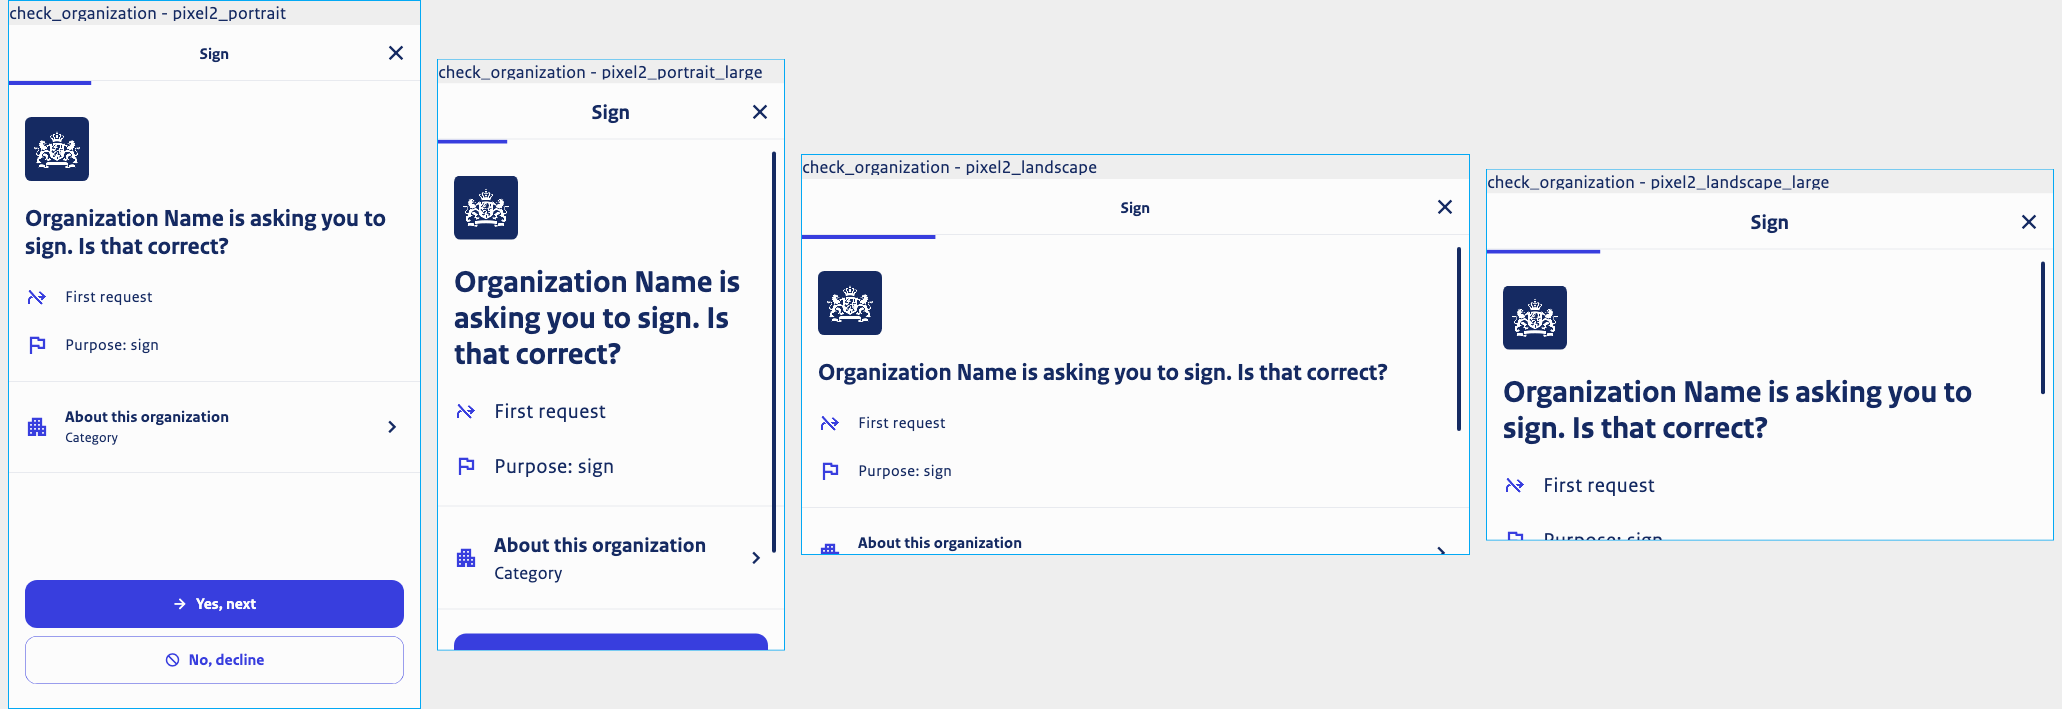 check_organization - pixel2_portrait
Sign
Organization Name is asking you to
sign. Is that correct?
First request
Purpose: sign
About this organization
Category
Yes, next
No, decline
check_organization - pixel2_portrait_large
Sign
Organization Name is
asking you to sign. Is
that correct?
First request
Purpose: sign
About this organization
Category
check_organization - pixel2_landscape
Sign
Organization Name is asking you to sign. Is that correct?
First request
Purpose: sign
About this organization
check_organization - pixel2_landscape_large
Sign
Organization Name is asking you to
sign. Is that correct?
First request
Purpose: sign